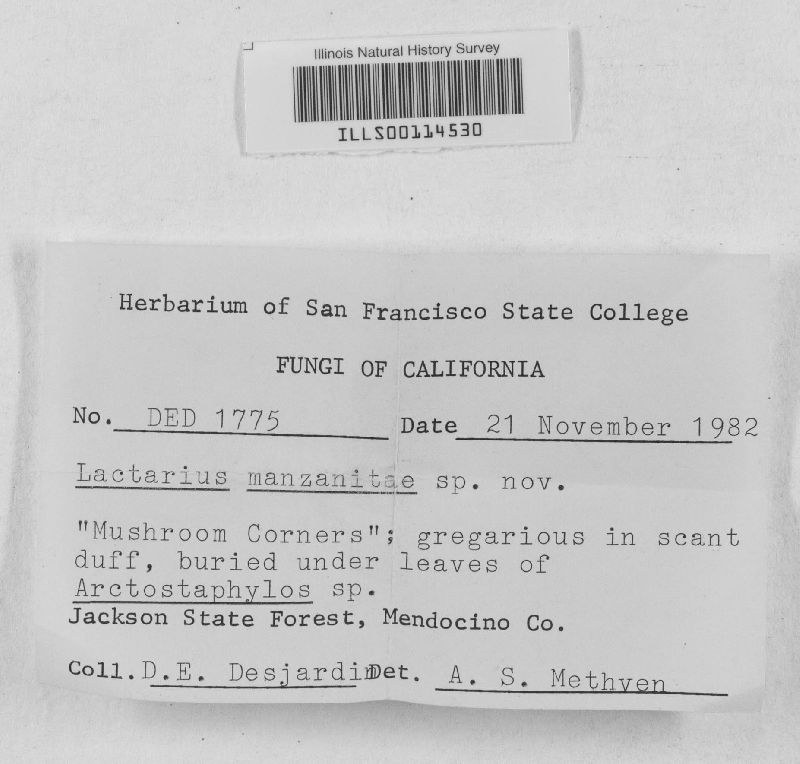 Illinois Natural History Survey
ILLS00114530
Herbarium of San Francisco State College
FUNGI OF CALIFORNIA
No. DED 1775 Date 21 November 1982
Lactarius manzanitae sp. nov.
"Mushroom Corners"; gregarious in scant
duff, buried under leaves of
Arctostaphylos sp.
Jackson State Forest, Mendocino Co.
Coll. D.E. Desjardin Det. A. S. Methven